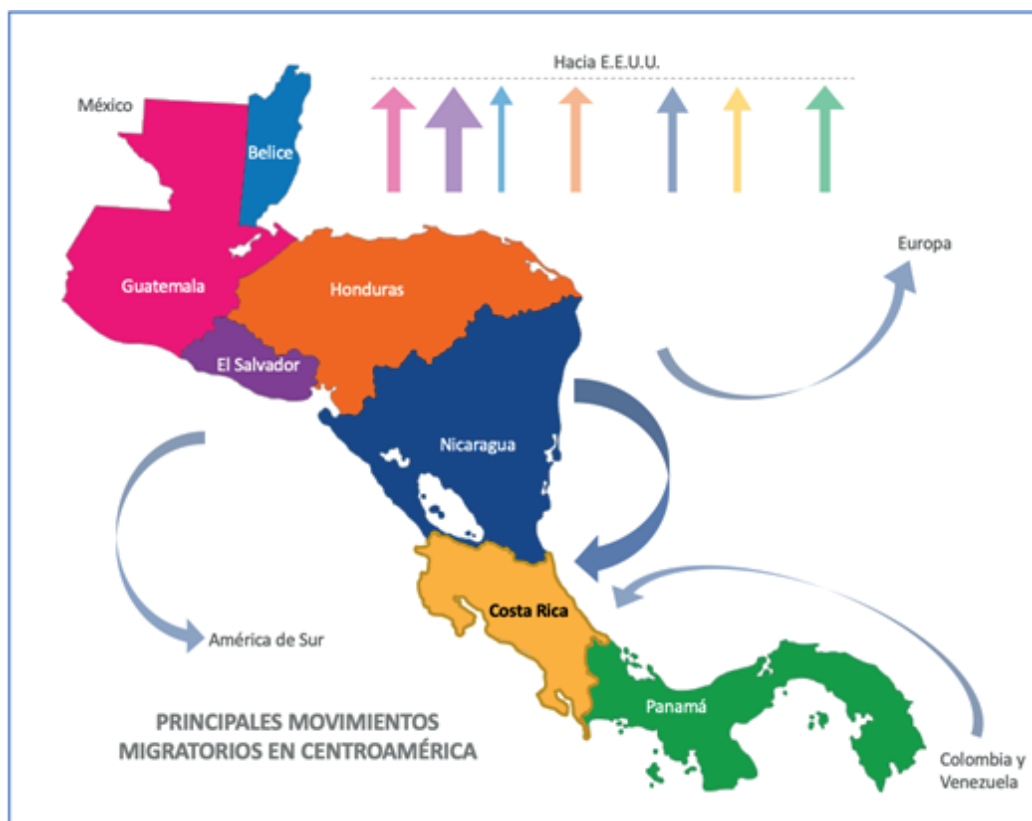 Hacia E.E.U.U.
México
Belice
Europa
Guatemala
Honduras
El Salvador
Nicaragua
Costa Rica
América de Sur
Panamá
PRINCIPALES MOVIMIENTOS
MIGRATORIOS EN CENTROAMÉRICA
Colombia y
Venezuela